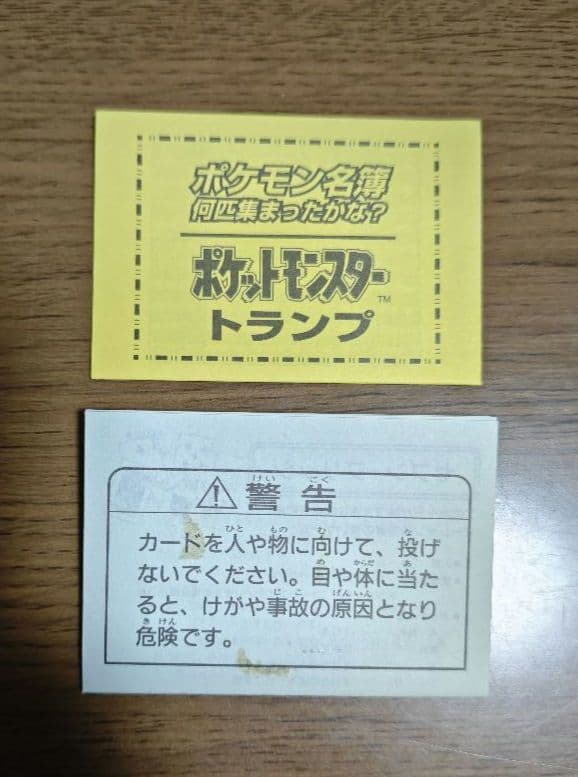 ポケモン名簿
何匹集まったかな?
ポケットモンスター
TM
トランプ
警告
カードを人や物に向けて、投げ
ないでください。目や体に当た
ると、けがや事故の原因となり
危険です。